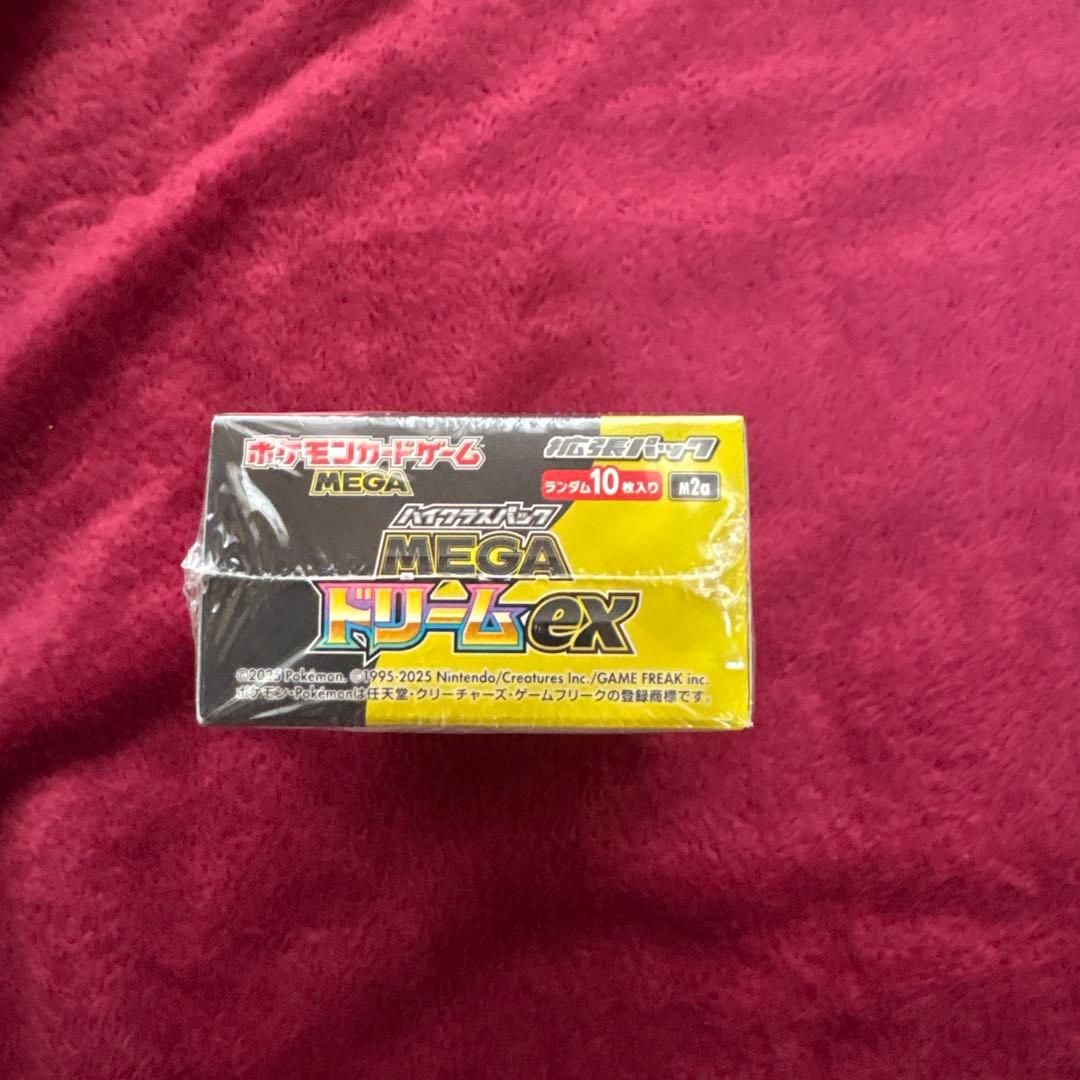 ポケモンカードゲーム
MEGA
拡張パック
ランダム10枚入り M2a
ハイクラスパック
MEGA
ドリームex
©2025 Pokémon. ©1995-2025 Nintendo/Creatures Inc./GAME FREAK inc.
ポケモン・Pokémonは任天堂・クリーチャーズ・ゲームフリークの登録商標です。